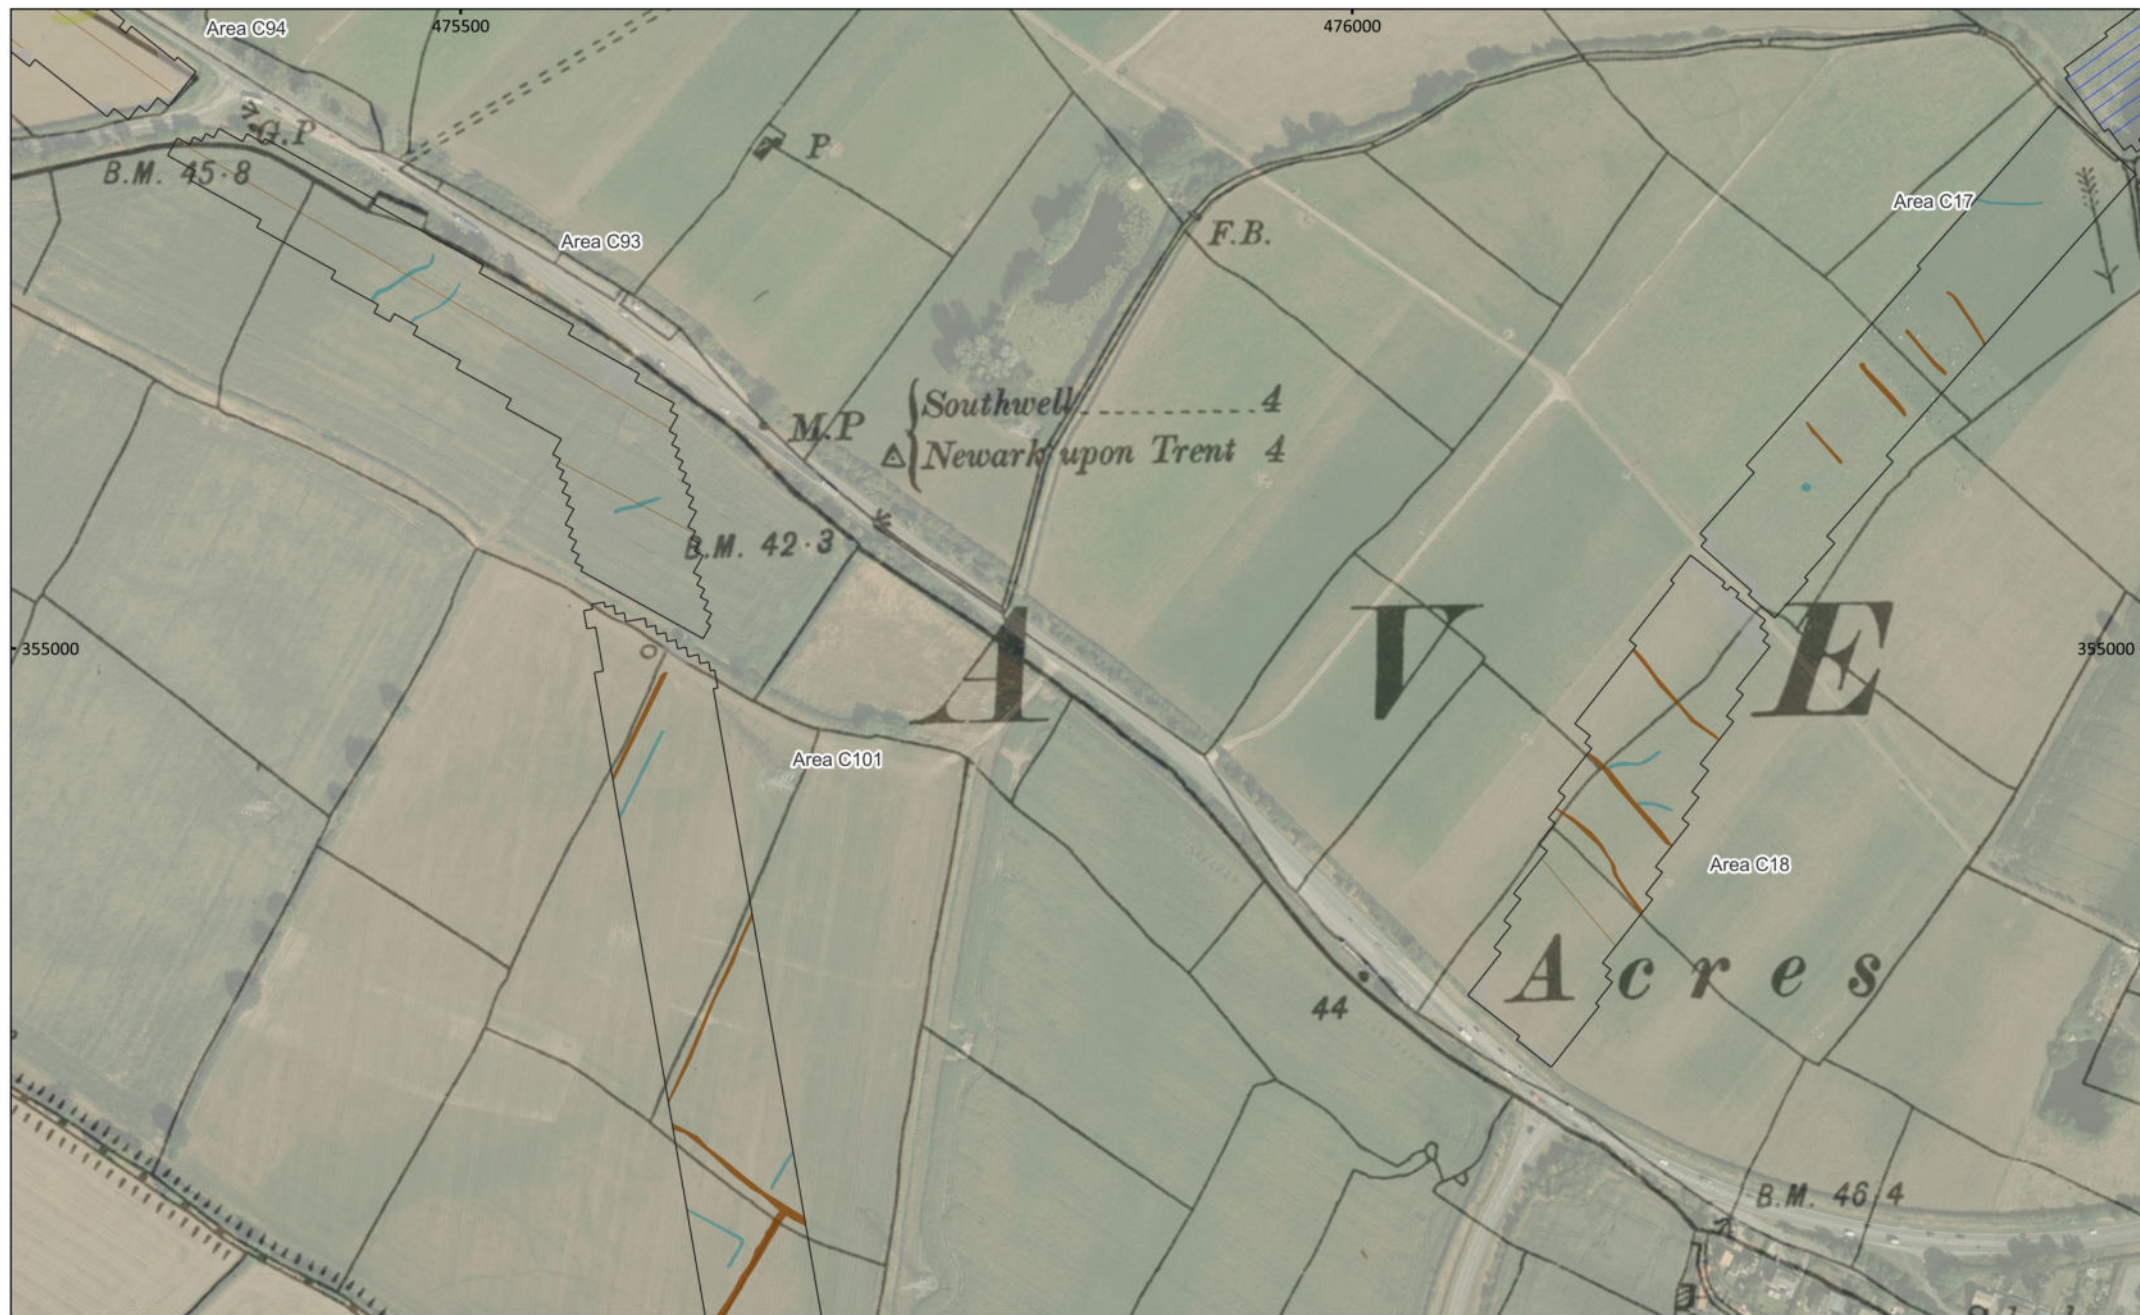 Area C94
475500
476000
G.P
P
B.M. 45·8
Area C17
F.B.
Area C93
Southwell 4
M.P
Newark upon Trent 4
B.M. 42·3
A V E
355000
355000
Area C101
Area C18
Acres
44
B.M. 46·4